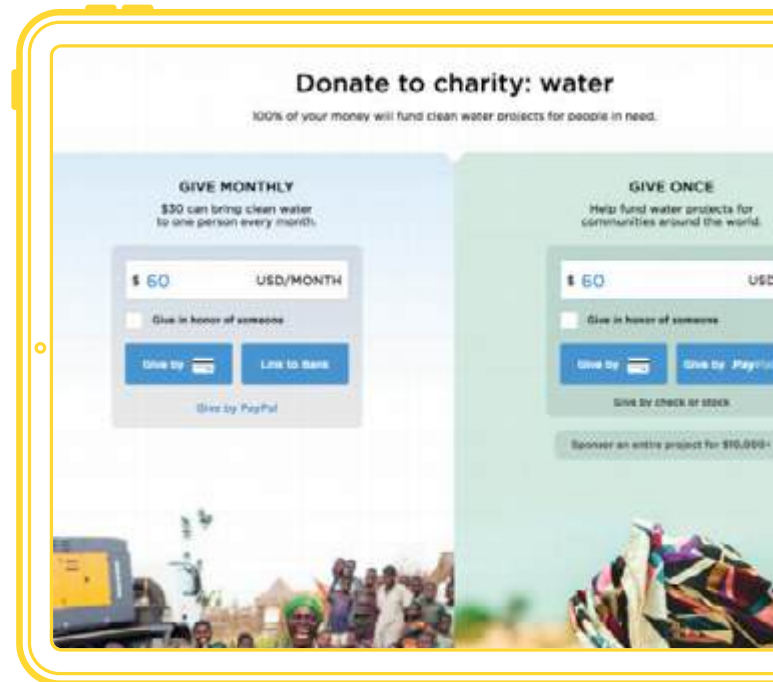 Donate to charity: water
100% of your money will fund clean water projects for people in need.
GIVE MONTHLY
$30 can bring clean water
to one person every month.
$ 60 USD/MONTH
Give in honor of someone
Give by
Link to Bank
Give by PayPal
GIVE ONCE
Help fund water projects for
communities around the world.
$ 60 USD
Give in honor of someone
Give by
Give by PayPal
Give by check or stock
Sponsor an entire project for $10,000+